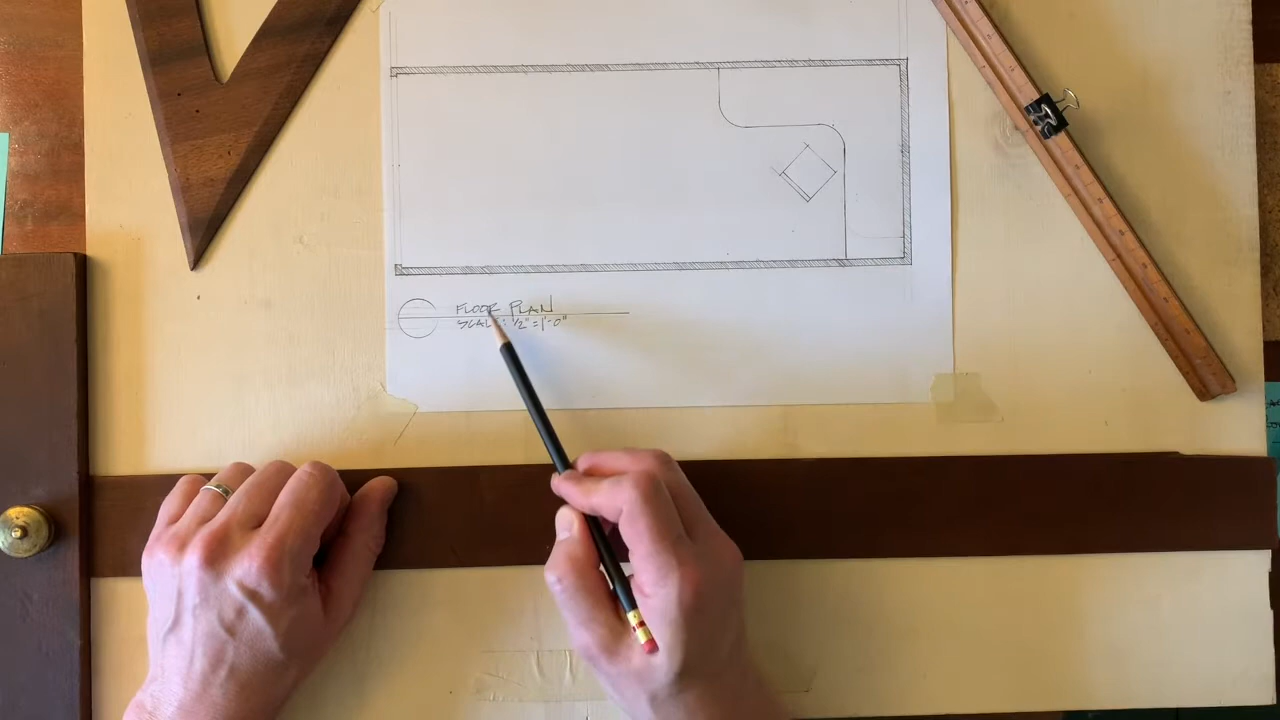 FLOOR PLAN
SCALE: 1/2" = 1'-0"